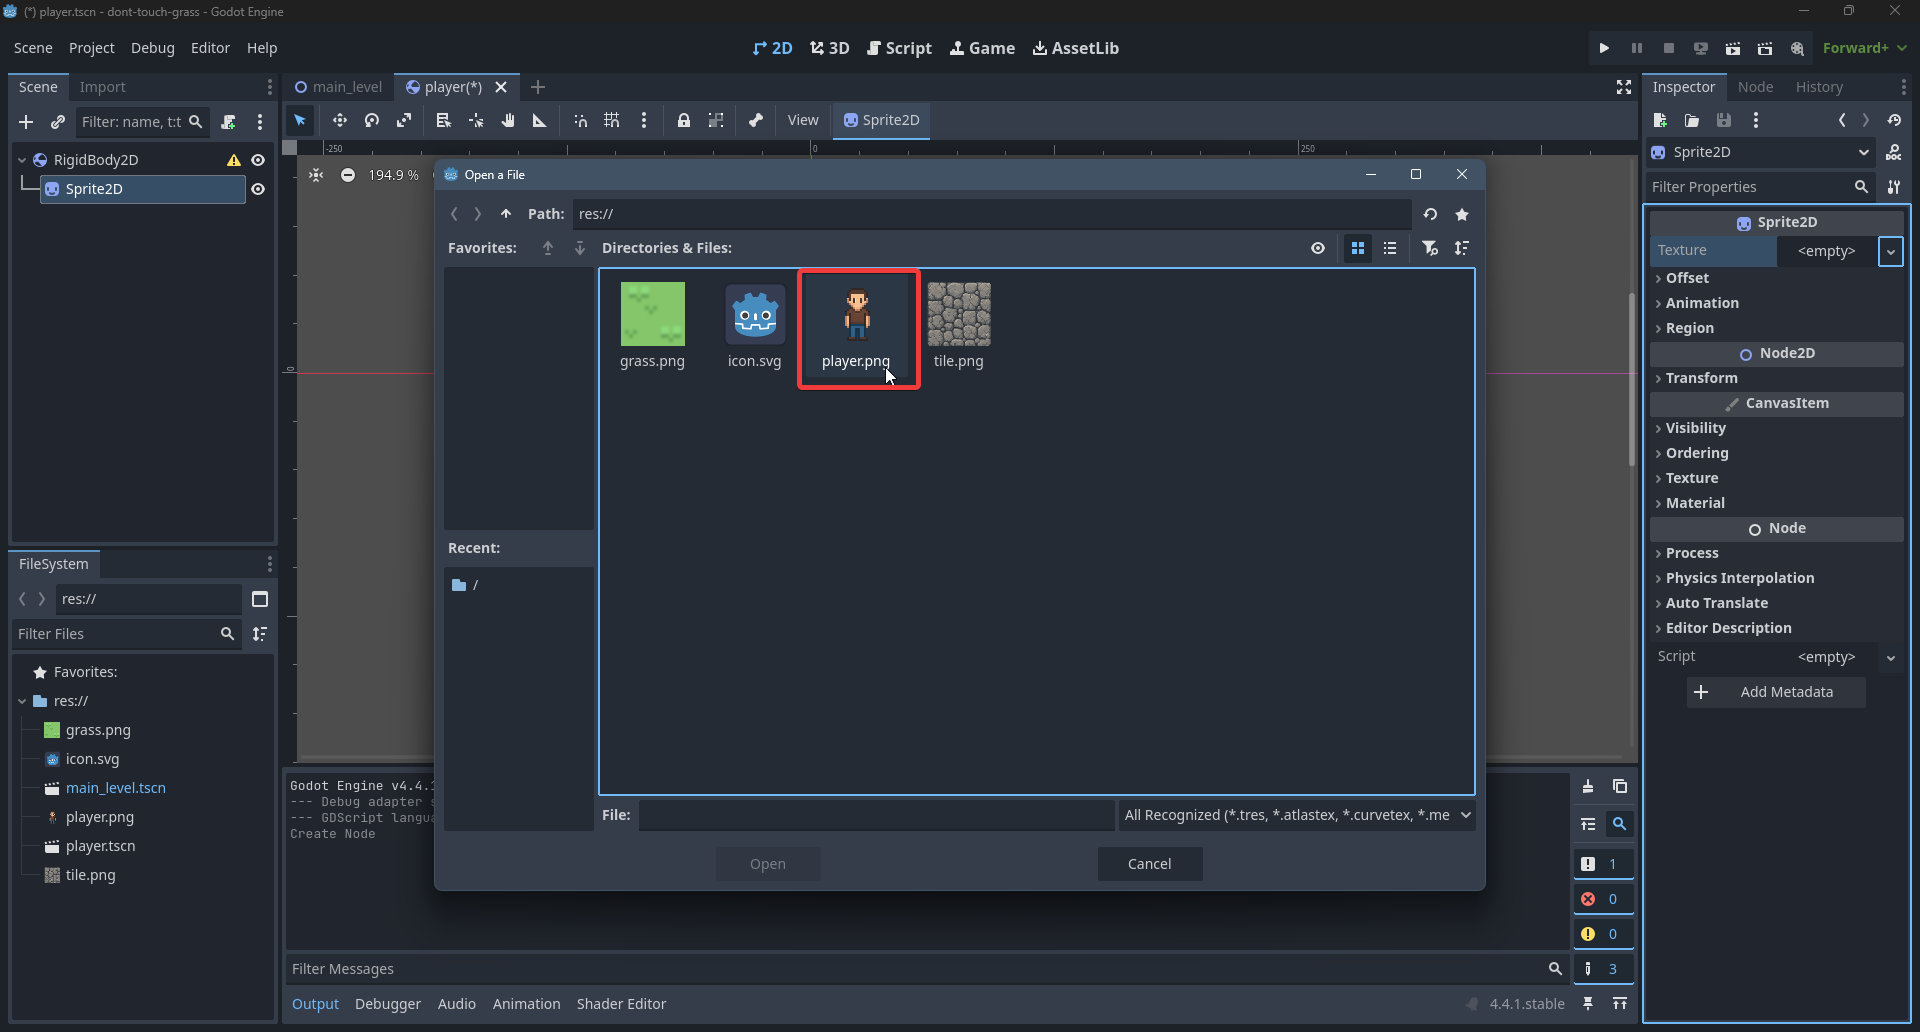 (*) player.tscn - dont-touch-grass - Godot Engine
Scene Project Debug Editor Help
2D 3D Script Game AssetLib
Forward+
Scene Import
main_level player(*)
Inspector Node History
Filter: name, t:t
View Sprite2D
-250 0 250
RigidBody2D
Sprite2D
0
194.9 %
Open a File
Path: res://
Favorites: Directories & Files:
grass.png icon.svg player.png tile.png
Recent:
/
File: All Recognized (*.tres, *.atlastex, *.curvetex, *.me
Open Cancel
Sprite2D
Filter Properties
Sprite2D
Texture <empty>
Offset
Animation
Region
Node2D
Transform
CanvasItem
Visibility
Ordering
Texture
Material
Node
Process
Physics Interpolation
Auto Translate
Editor Description
Script <empty>
Add Metadata
FileSystem
res://
Filter Files
Favorites:
res://
grass.png
icon.svg
main_level.tscn
player.png
player.tscn
tile.png
Godot Engine v4.4.1
--- Debug adapter s
--- GDScript langua
Create Node
1
0
0
3
Filter Messages
Output Debugger Audio Animation Shader Editor
4.4.1.stable